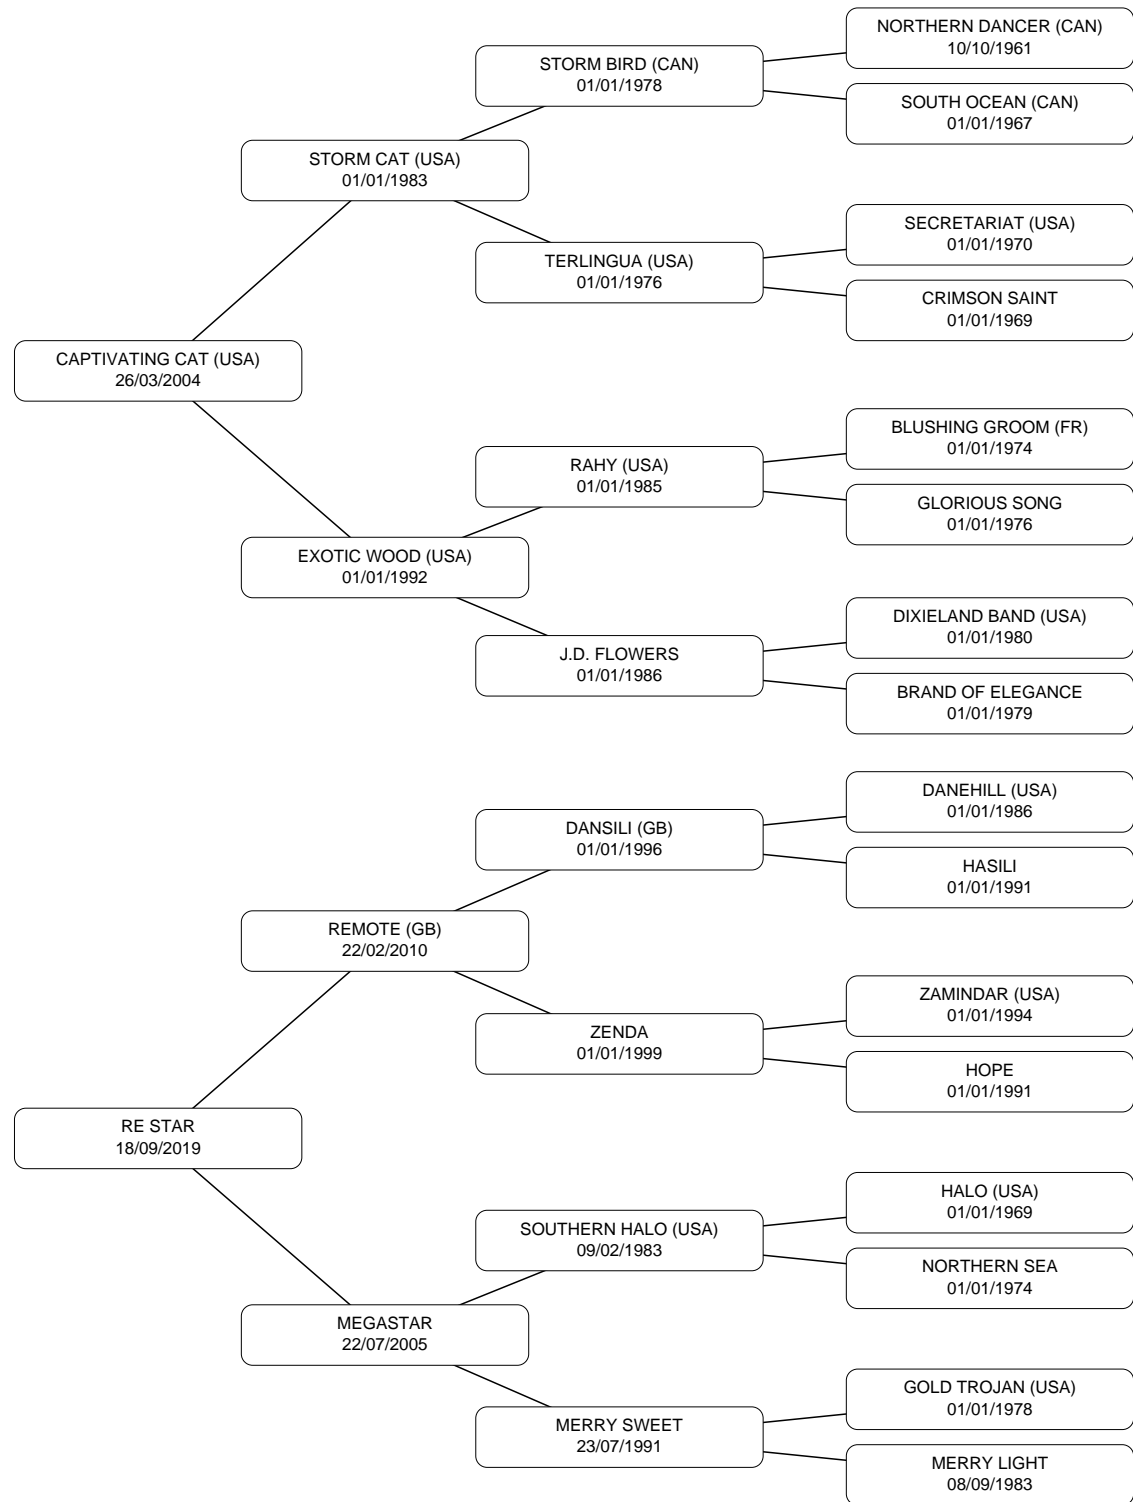 NORTHERN DANCER (CAN)
10/10/1961
STORM BIRD (CAN)
01/01/1978
SOUTH OCEAN (CAN)
01/01/1967
STORM CAT (USA)
01/01/1983
SECRETARIAT (USA)
01/01/1970
TERLINGUA (USA)
01/01/1976
CRIMSON SAINT
01/01/1969
CAPTIVATING CAT (USA)
26/03/2004
BLUSHING GROOM (FR)
01/01/1974
RAHY (USA)
01/01/1985
GLORIOUS SONG
01/01/1976
EXOTIC WOOD (USA)
01/01/1992
DIXIELAND BAND (USA)
01/01/1980
J.D. FLOWERS
01/01/1986
BRAND OF ELEGANCE
01/01/1979
DANEHILL (USA)
01/01/1986
DANSILI (GB)
01/01/1996
HASILI
01/01/1991
REMOTE (GB)
22/02/2010
ZAMINDAR (USA)
01/01/1994
ZENDA
01/01/1999
HOPE
01/01/1991
RE STAR
18/09/2019
HALO (USA)
01/01/1969
SOUTHERN HALO (USA)
09/02/1983
NORTHERN SEA
01/01/1974
MEGASTAR
22/07/2005
GOLD TROJAN (USA)
01/01/1978
MERRY SWEET
23/07/1991
MERRY LIGHT
08/09/1983